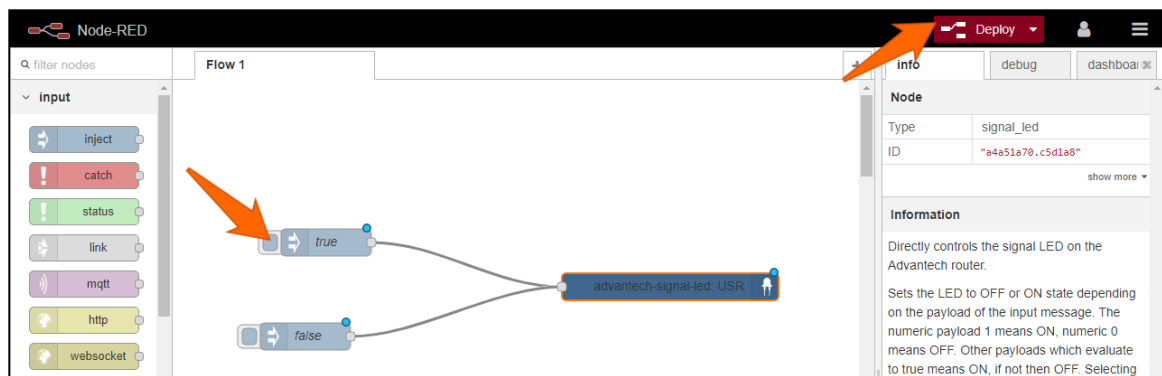 Node-RED
Deploy
filter nodes
Flow 1
+
info
debug
dashboar
input
Node
inject
Type
signal_led
catch
ID
"a4a51a70.c5d1a8"
show more
status
Information
link
true
Directly controls the signal LED on the
Advantech router.
mqtt
advantech-signal-led: USR
Sets the LED to OFF or ON state depending
on the payload of the input message. The
http
numeric payload 1 means ON, numeric 0
false
means OFF. Other payloads which evaluate
websocket
to true means ON, if not then OFF. Selecting